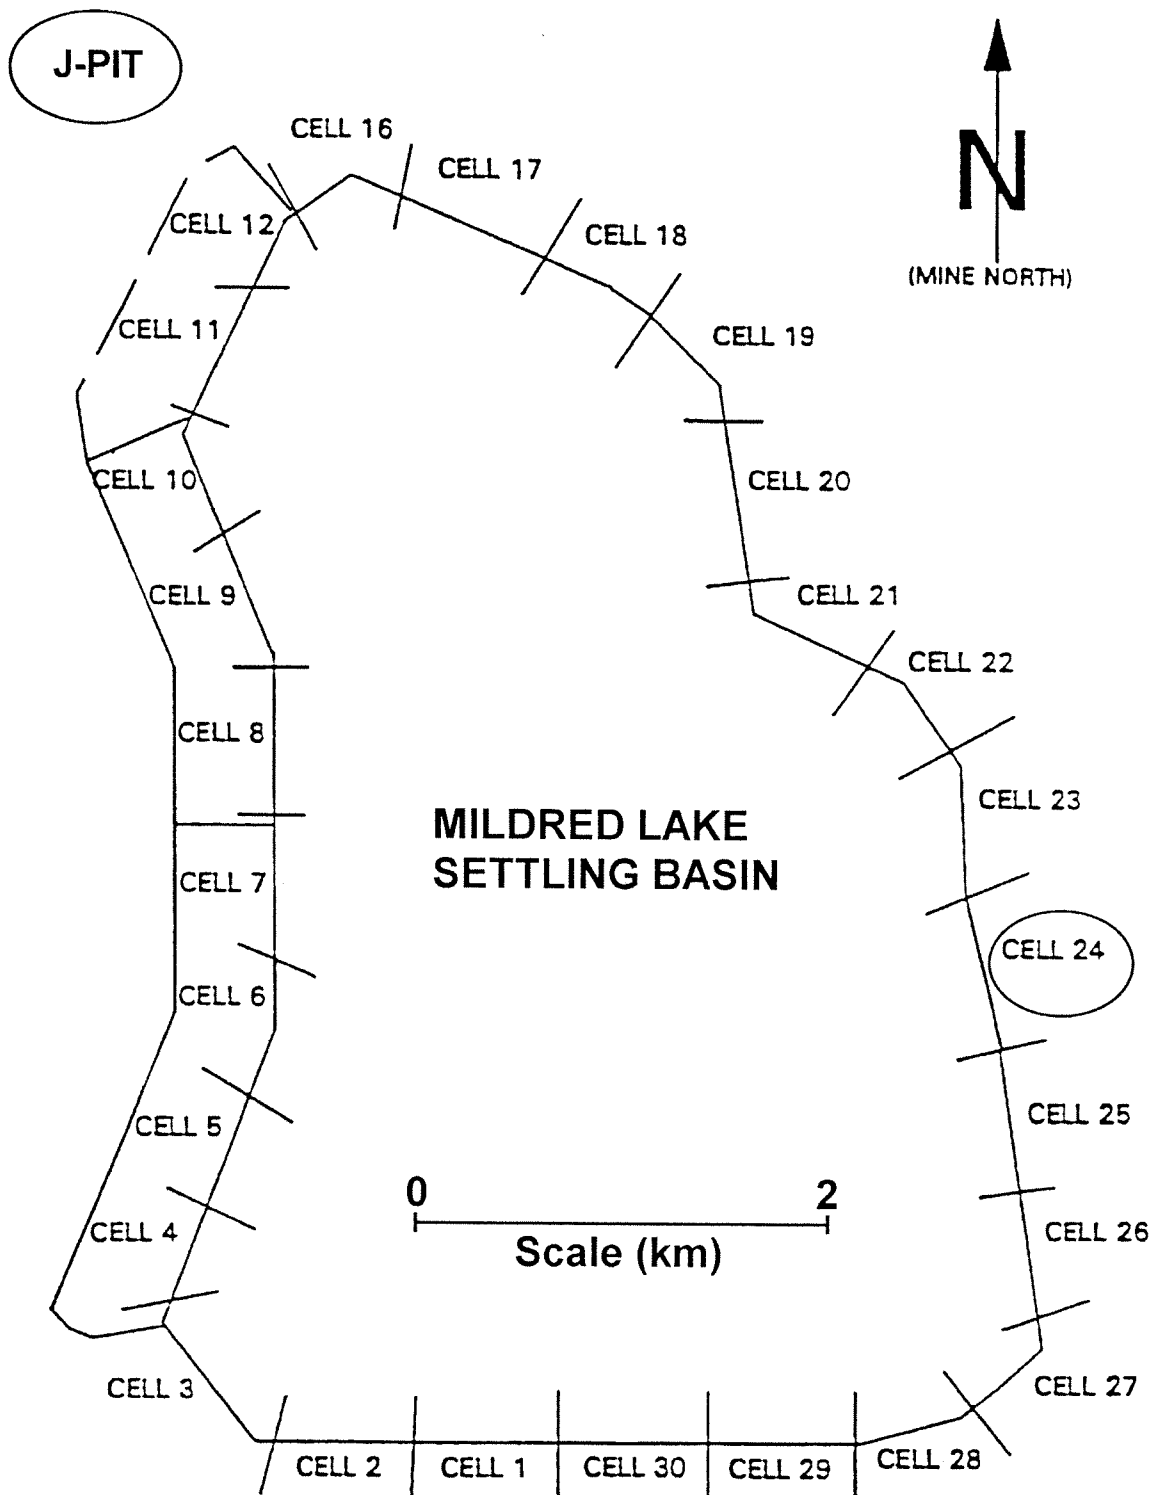 J-PIT
CELL 16
CELL 17
N
CELL 12
CELL 18
(MINE NORTH)
CELL 11
CELL 19
CELL 10
CELL 20
CELL 9
CELL 21
CELL 22
CELL 8
CELL 23
MILDRED LAKE
SETTLING BASIN
CELL 7
CELL 24
CELL 6
CELL 5
CELL 25
0
2
Scale (km)
CELL 4
CELL 26
CELL 3
CELL 27
CELL 2
CELL 1
CELL 30
CELL 29
CELL 28